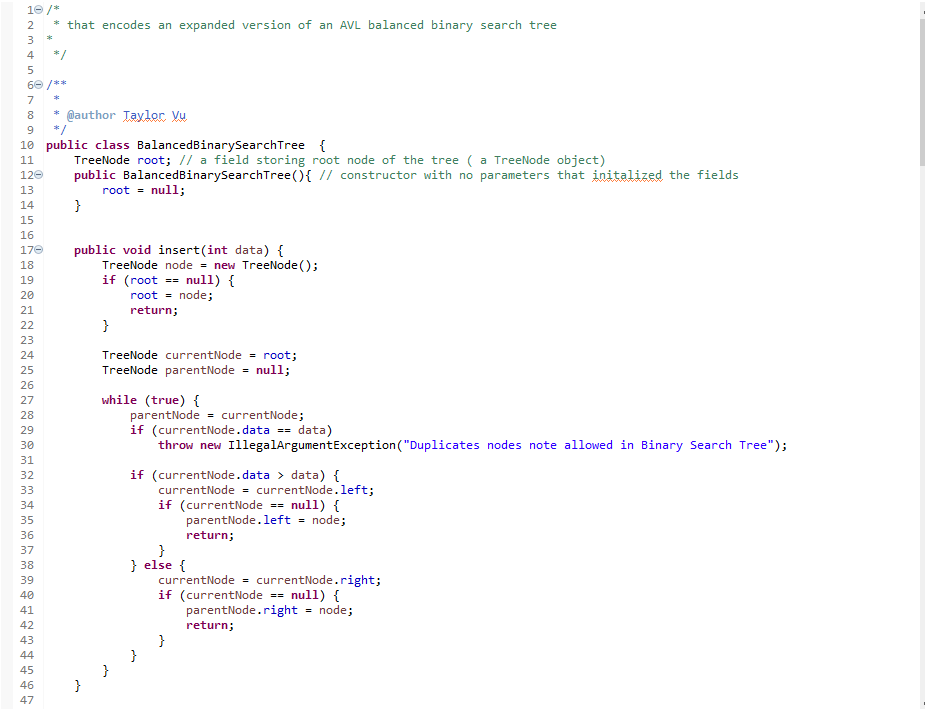 1 /*
2 * that encodes an expanded version of an AVL balanced binary search tree
3 *
4 */
5
6 /**
7 *
8 * @author Taylor Vu
9 */
10 public class BalancedBinarySearchTree  {
11 TreeNode root; // a field storing root node of the tree ( a TreeNode object)
12 public BalancedBinarySearchTree(){ // constructor with no parameters that initalized the fields
13 root = null;
14 }
15
16
17 public void insert(int data) {
18 TreeNode node = new TreeNode();
19 if (root == null) {
20 root = node;
21 return;
22 }
23
24 TreeNode currentNode = root;
25 TreeNode parentNode = null;
26
27 while (true) {
28 parentNode = currentNode;
29 if (currentNode.data == data)
30 throw new IllegalArgumentException("Duplicates nodes note allowed in Binary Search Tree");
31
32 if (currentNode.data > data) {
33 currentNode = currentNode.left;
34 if (currentNode == null) {
35 parentNode.left = node;
36 return;
37 }
38 } else {
39 currentNode = currentNode.right;
40 if (currentNode == null) {
41 parentNode.right = node;
42 return;
43 }
44 }
45 }
46 }
47